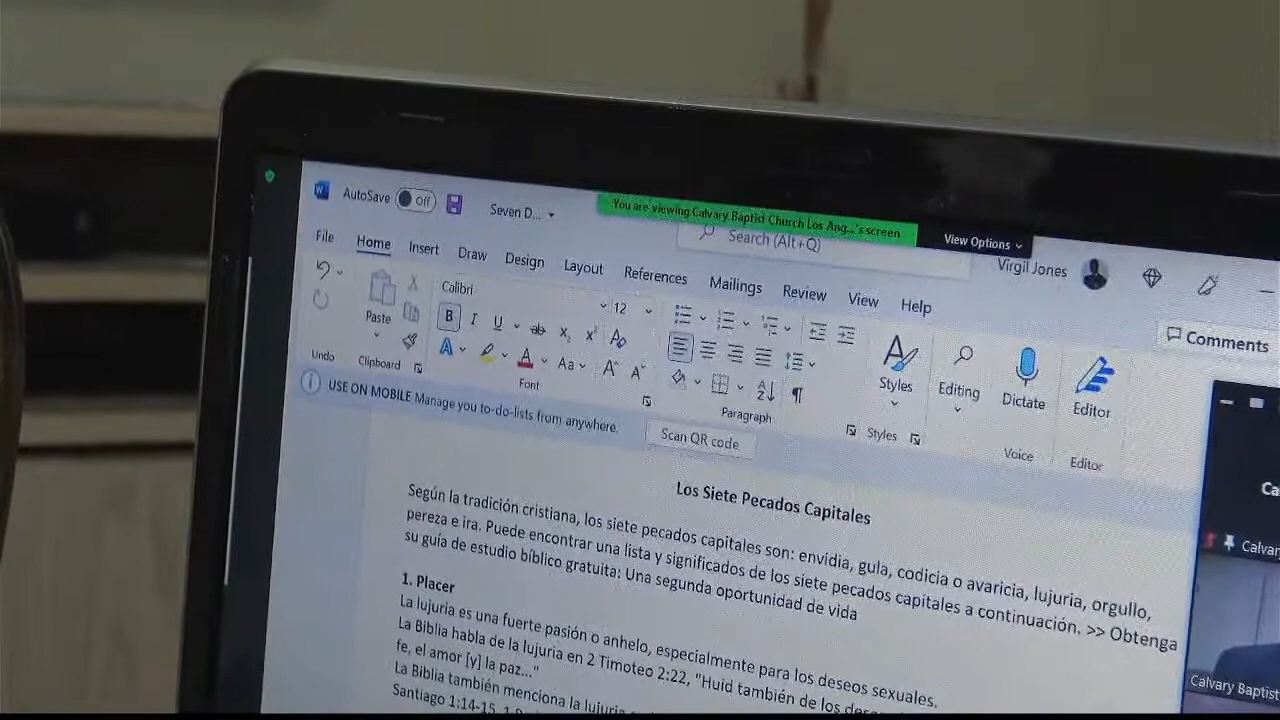 AutoSave Off Seven D...
You are viewing Calvary Baptist Church Los Ang...'s screen
View Options
Search (Alt+Q)
Virgil Jones
File Home Insert Draw Design Layout References Mailings Review View Help
Comments
Calibri 12
Paste
Undo Clipboard Font Paragraph Styles
Styles Editing Dictate Editor
Voice Editor
USE ON MOBILE Manage you to-do-lists from anywhere. Scan QR code
Los Siete Pecados Capitales
Según la tradición cristiana, los siete pecados capitales son: envidia, gula, codicia o avaricia, lujuria, orgullo,
pereza e ira. Puede encontrar una lista y significados de los siete pecados capitales a continuación. >> Obtenga
su guía de estudio bíblico gratuita: Una segunda oportunidad de vida
1. Placer
La lujuria es una fuerte pasión o anhelo, especialmente para los deseos sexuales.
La Biblia habla de la lujuria en 2 Timoteo 2:22, "Huid también de los
fe, el amor [y] la paz..."
La Biblia también menciona la lujuria
Santiago 1:14-15, 1
Calvary Baptist